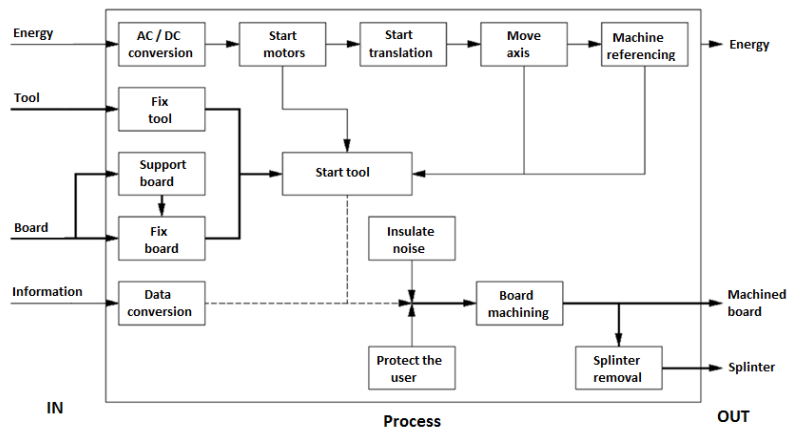 Energy
AC / DC
conversion
Start
motors
Start
translation
Move
axis
Machine
referencing
Energy
Tool
Fix
tool
Support
board
Start tool
Board
Fix
board
Insulate
noise
Information
Data
conversion
Board
machining
Machined
board
Protect the
user
Splinter
removal
Splinter
IN
Process
OUT